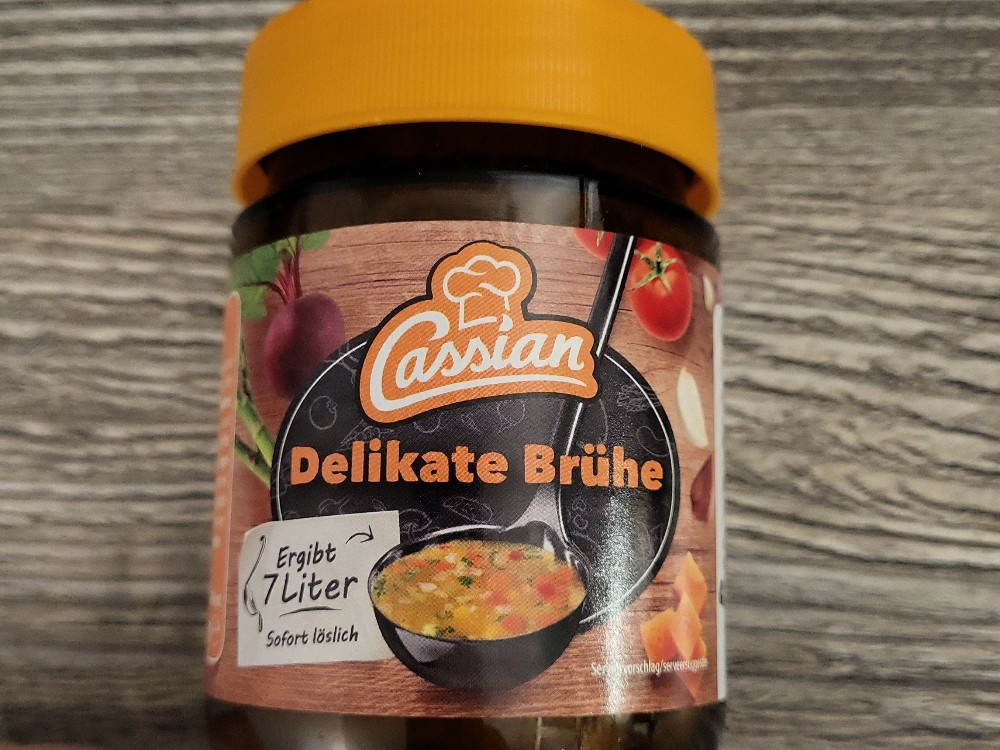 Cassian
Delikate Brühe
Ergibt
7 Liter
Sofort löslich